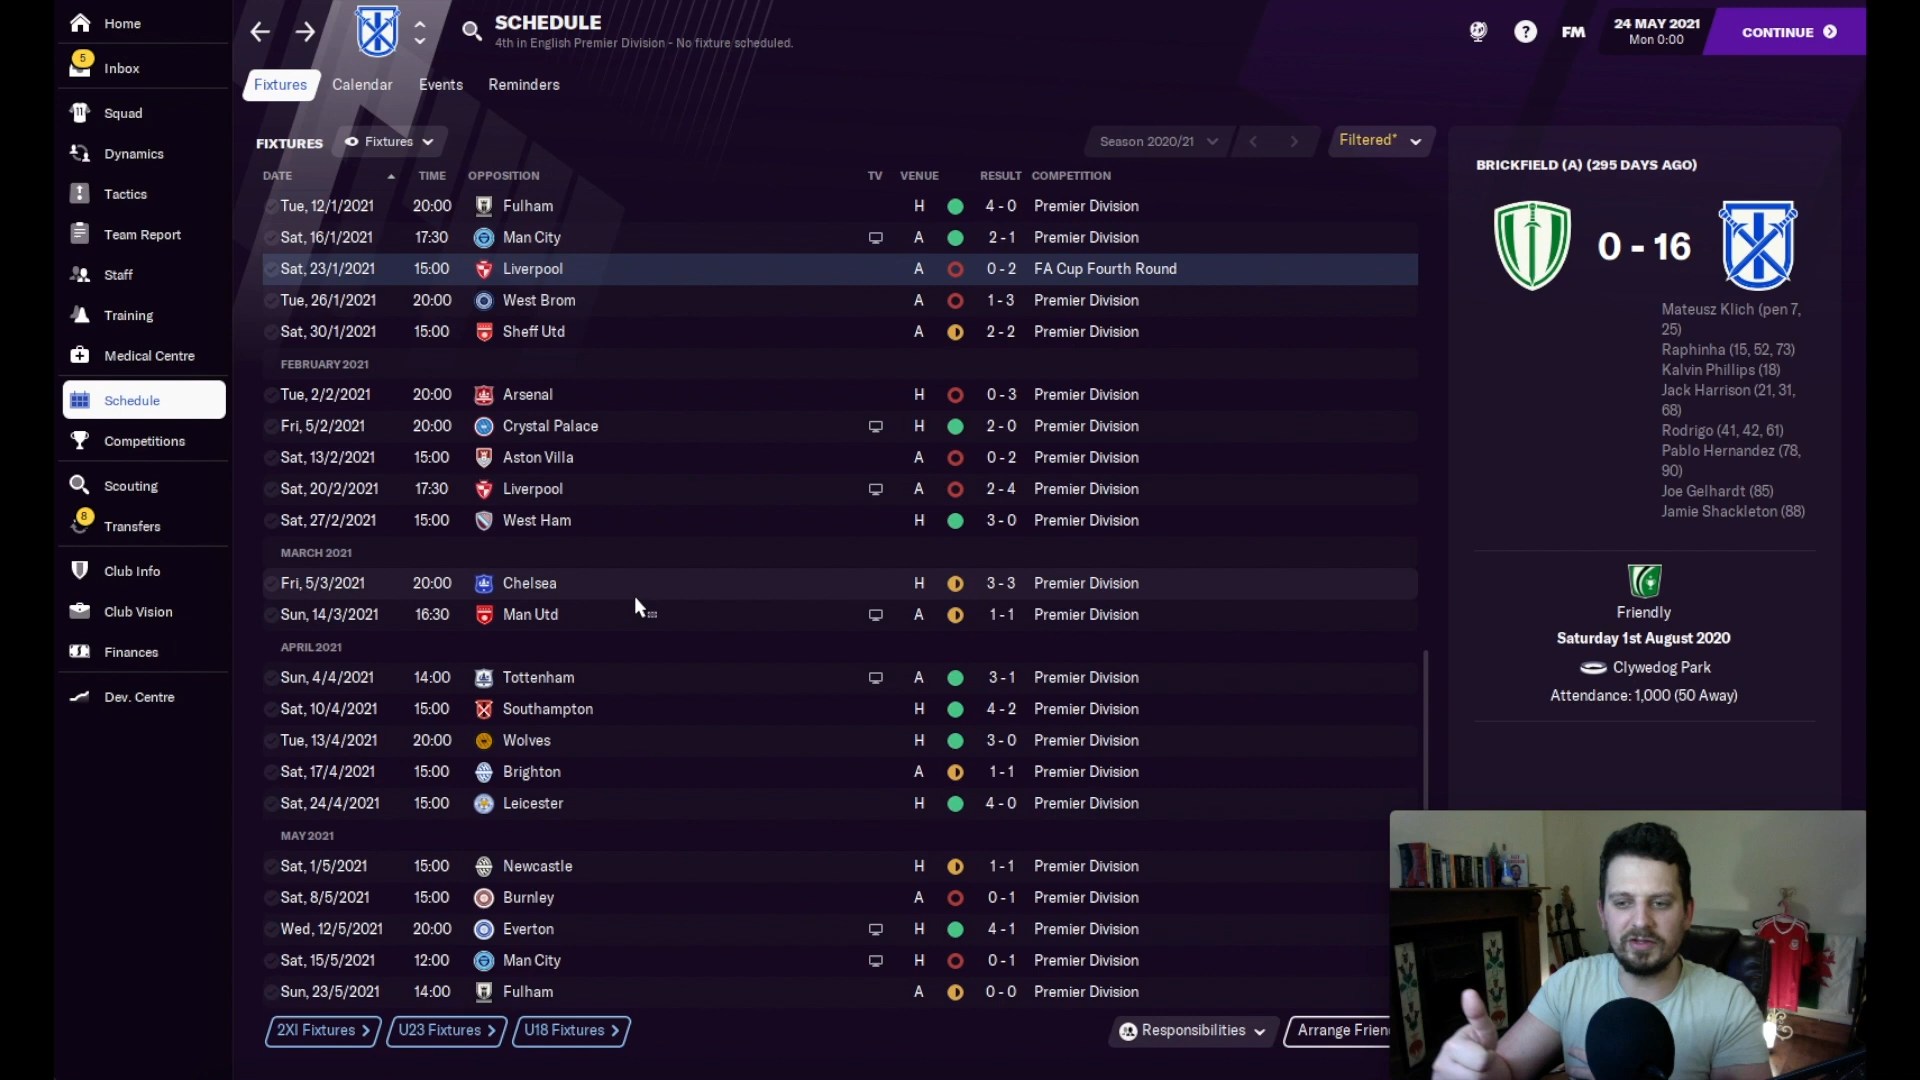 Home
5
Inbox
Squad
Dynamics
Tactics
Team Report
Staff
Training
Medical Centre
Schedule
Competitions
Scouting
8
Transfers
Club Info
Club Vision
Finances
Dev. Centre
SCHEDULE
4th in English Premier Division - No fixture scheduled.
? FM
24 MAY 2021
Mon 0:00
CONTINUE
Fixtures Calendar Events Reminders
FIXTURES Fixtures Season 2020/21 Filtered*
DATE TIME OPPOSITION TV VENUE RESULT COMPETITION
Tue, 12/1/2021 20:00 Fulham H 4 - 0 Premier Division
Sat, 16/1/2021 17:30 Man City A 2 - 1 Premier Division
Sat, 23/1/2021 15:00 Liverpool A 0 - 2 FA Cup Fourth Round
Tue, 26/1/2021 20:00 West Brom A 1 - 3 Premier Division
Sat, 30/1/2021 15:00 Sheff Utd A 2 - 2 Premier Division
FEBRUARY 2021
Tue, 2/2/2021 20:00 Arsenal H 0 - 3 Premier Division
Fri, 5/2/2021 20:00 Crystal Palace H 2 - 0 Premier Division
Sat, 13/2/2021 15:00 Aston Villa A 0 - 2 Premier Division
Sat, 20/2/2021 17:30 Liverpool A 2 - 4 Premier Division
Sat, 27/2/2021 15:00 West Ham H 3 - 0 Premier Division
MARCH 2021
Fri, 5/3/2021 20:00 Chelsea H 3 - 3 Premier Division
Sun, 14/3/2021 16:30 Man Utd A 1 - 1 Premier Division
APRIL 2021
Sun, 4/4/2021 14:00 Tottenham A 3 - 1 Premier Division
Sat, 10/4/2021 15:00 Southampton H 4 - 2 Premier Division
Tue, 13/4/2021 20:00 Wolves H 3 - 0 Premier Division
Sat, 17/4/2021 15:00 Brighton A 1 - 1 Premier Division
Sat, 24/4/2021 15:00 Leicester H 4 - 0 Premier Division
MAY 2021
Sat, 1/5/2021 15:00 Newcastle H 1 - 1 Premier Division
Sat, 8/5/2021 15:00 Burnley A 0 - 1 Premier Division
Wed, 12/5/2021 20:00 Everton H 4 - 1 Premier Division
Sat, 15/5/2021 12:00 Man City H 0 - 1 Premier Division
Sun, 23/5/2021 14:00 Fulham A 0 - 0 Premier Division
2XI Fixtures U23 Fixtures U18 Fixtures Responsibilities Arrange Frien
BRICKFIELD (A) (295 DAYS AGO)
0 - 16
Mateusz Klich (pen 7,
25)
Raphinha (15, 52, 73)
Kalvin Phillips (18)
Jack Harrison (21, 31,
68)
Rodrigo (41, 42, 61)
Pablo Hernandez (78,
90)
Joe Gelhardt (85)
Jamie Shackleton (88)
Friendly
Saturday 1st August 2020
Clywedog Park
Attendance: 1,000 (50 Away)